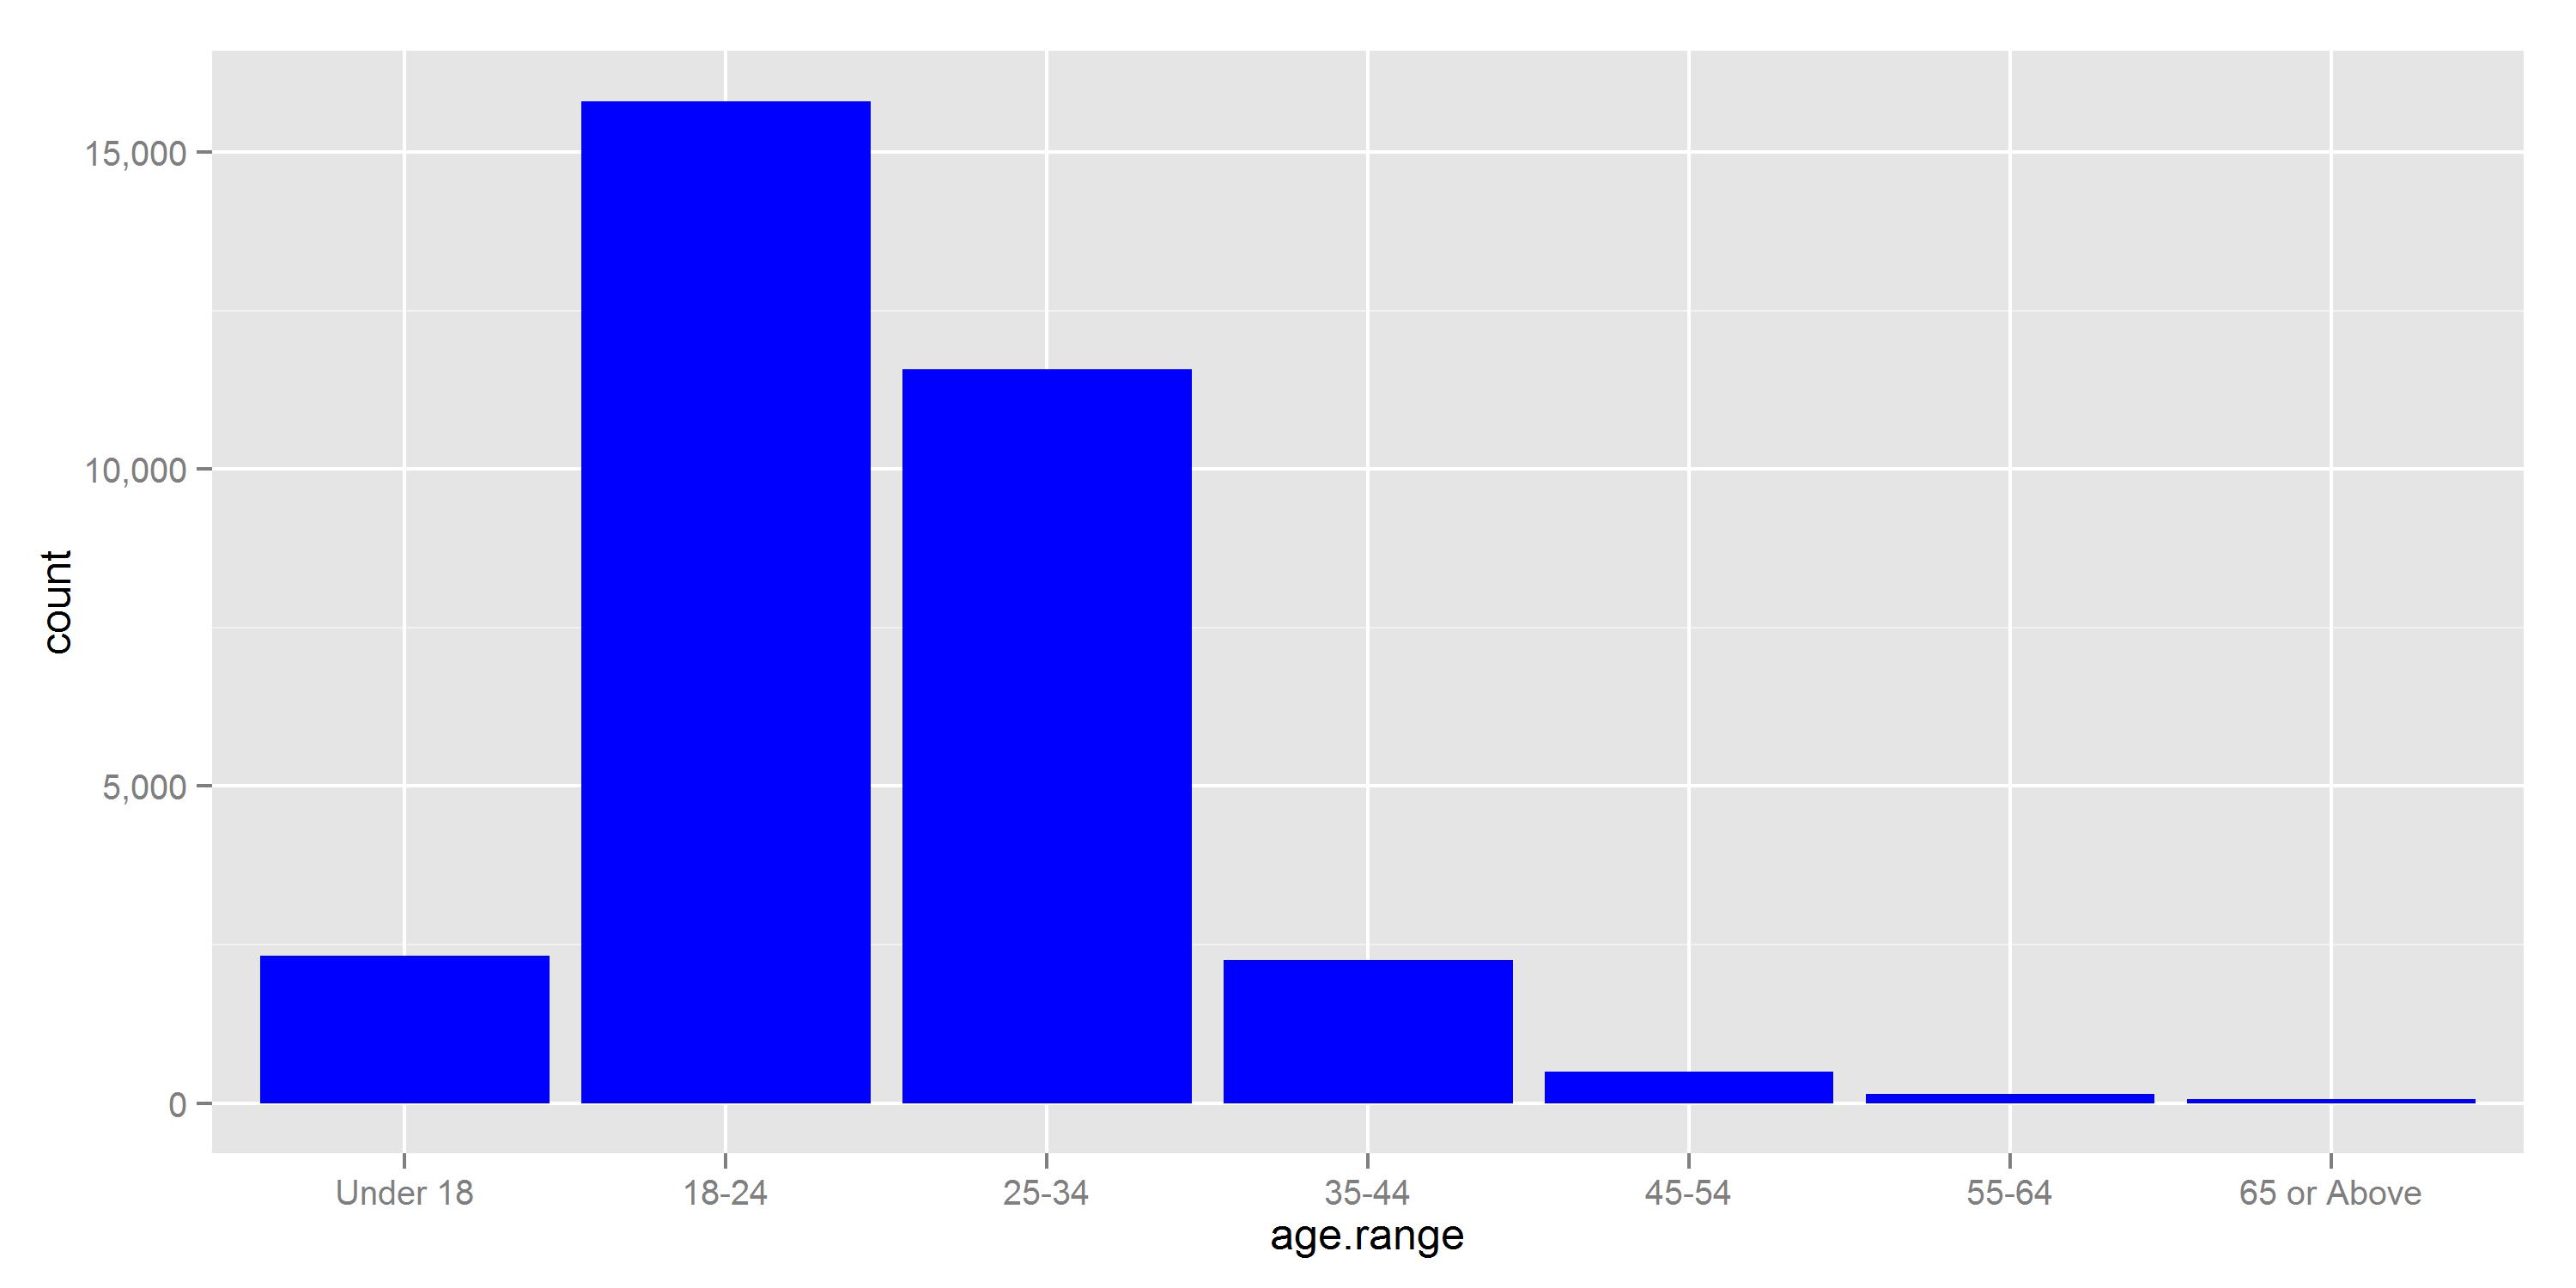 15,000
10,000
5,000
0
count
Under 18
18-24
25-34
35-44
45-54
55-64
65 or Above
age.range